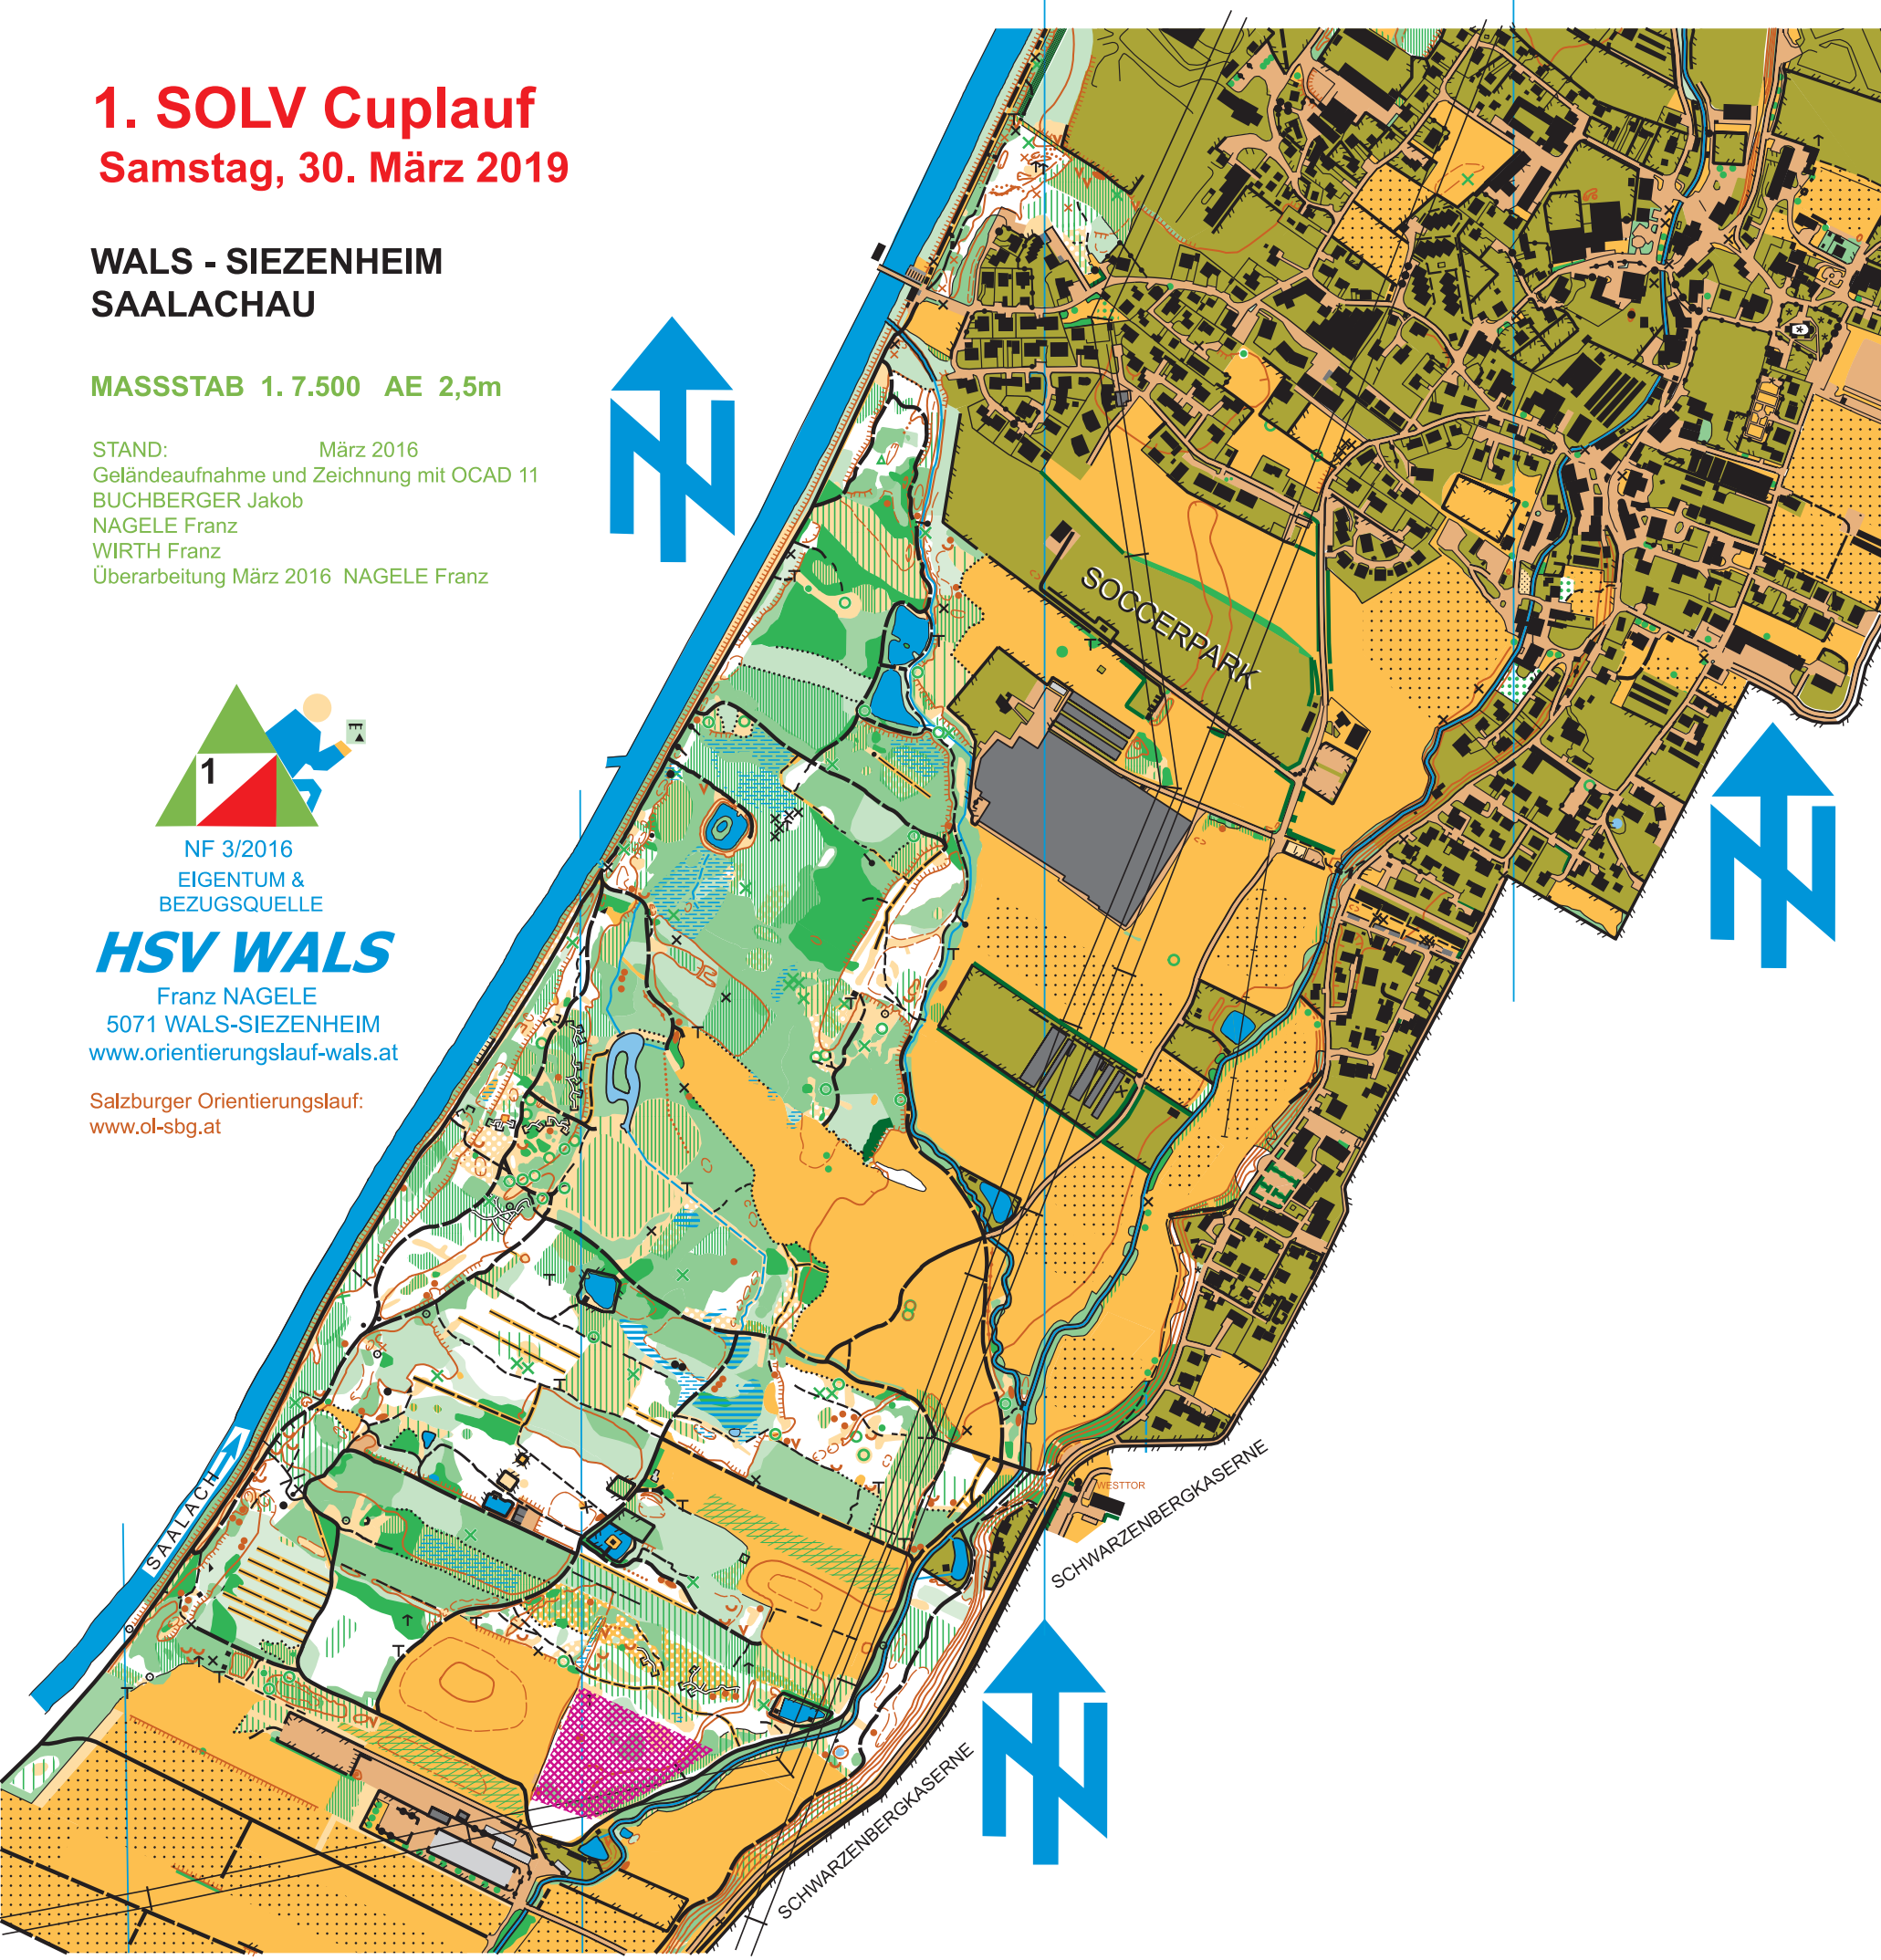 1. SOLV Cuplauf
Samstag, 30. März 2019
WALS - SIEZENHEIM
SAALACHAU
MASSSTAB 1. 7.500 AE 2,5m
STAND: März 2016
Geländeaufnahme und Zeichnung mit OCAD 11
BUCHBERGER Jakob
NAGELE Franz
WIRTH Franz
Überarbeitung März 2016 NAGELE Franz
1
NF 3/2016
EIGENTUM &
BEZUGSQUELLE
HSV WALS
Franz NAGELE
5071 WALS-SIEZENHEIM
www.orientierungslauf-wals.at
Salzburger Orientierungslauf:
www.ol-sbg.at
SOCCERPARK
SAALACH
WESTTOR
SCHWARZENBERGKASERNE
SCHWARZENBERGKASERNE
N
N
N